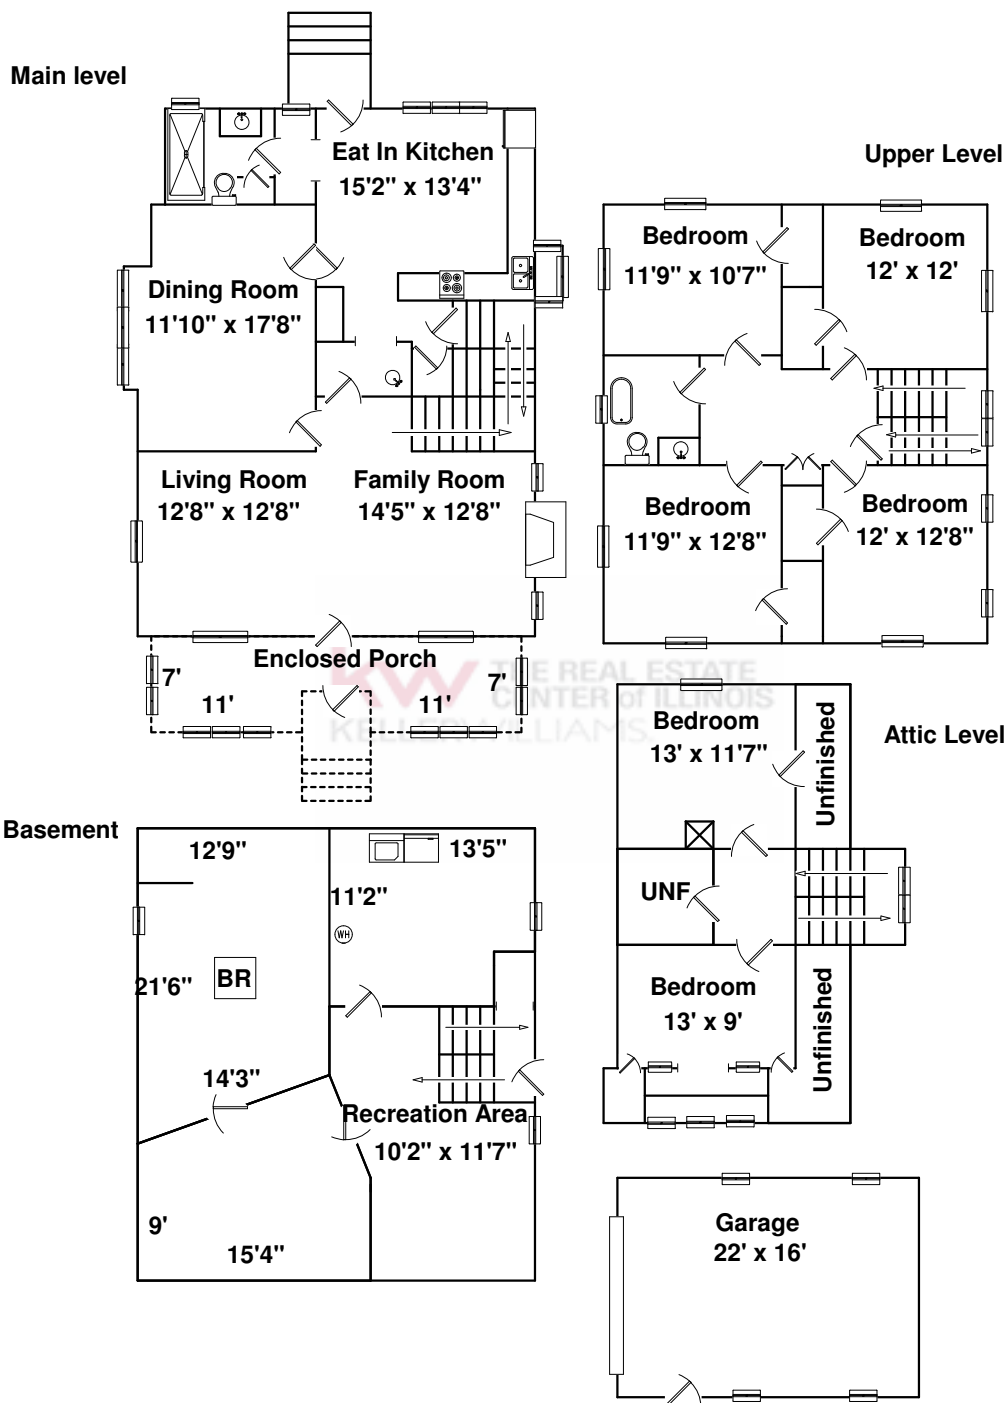 Main level
Eat In Kitchen
15'2" x 13'4"
Dining Room
11'10" x 17'8"
Living Room
12'8" x 12'8"
Family Room
14'5" x 12'8"
Enclosed Porch
7'
11'
11'
7'
Upper Level
Bedroom
11'9" x 10'7"
Bedroom
12' x 12'
Bedroom
11'9" x 12'8"
Bedroom
12' x 12'8"
kw THE REAL ESTATE
CENTER of ILLINOIS
KELLERWILLIAMS.
Attic Level
Bedroom
13' x 11'7"
Unfinished
UNF
Bedroom
13' x 9'
Unfinished
Basement
12'9"
13'5"
11'2"
WH
21'6"
BR
14'3"
Recreation Area
10'2" x 11'7"
9'
15'4"
Garage
22' x 16'